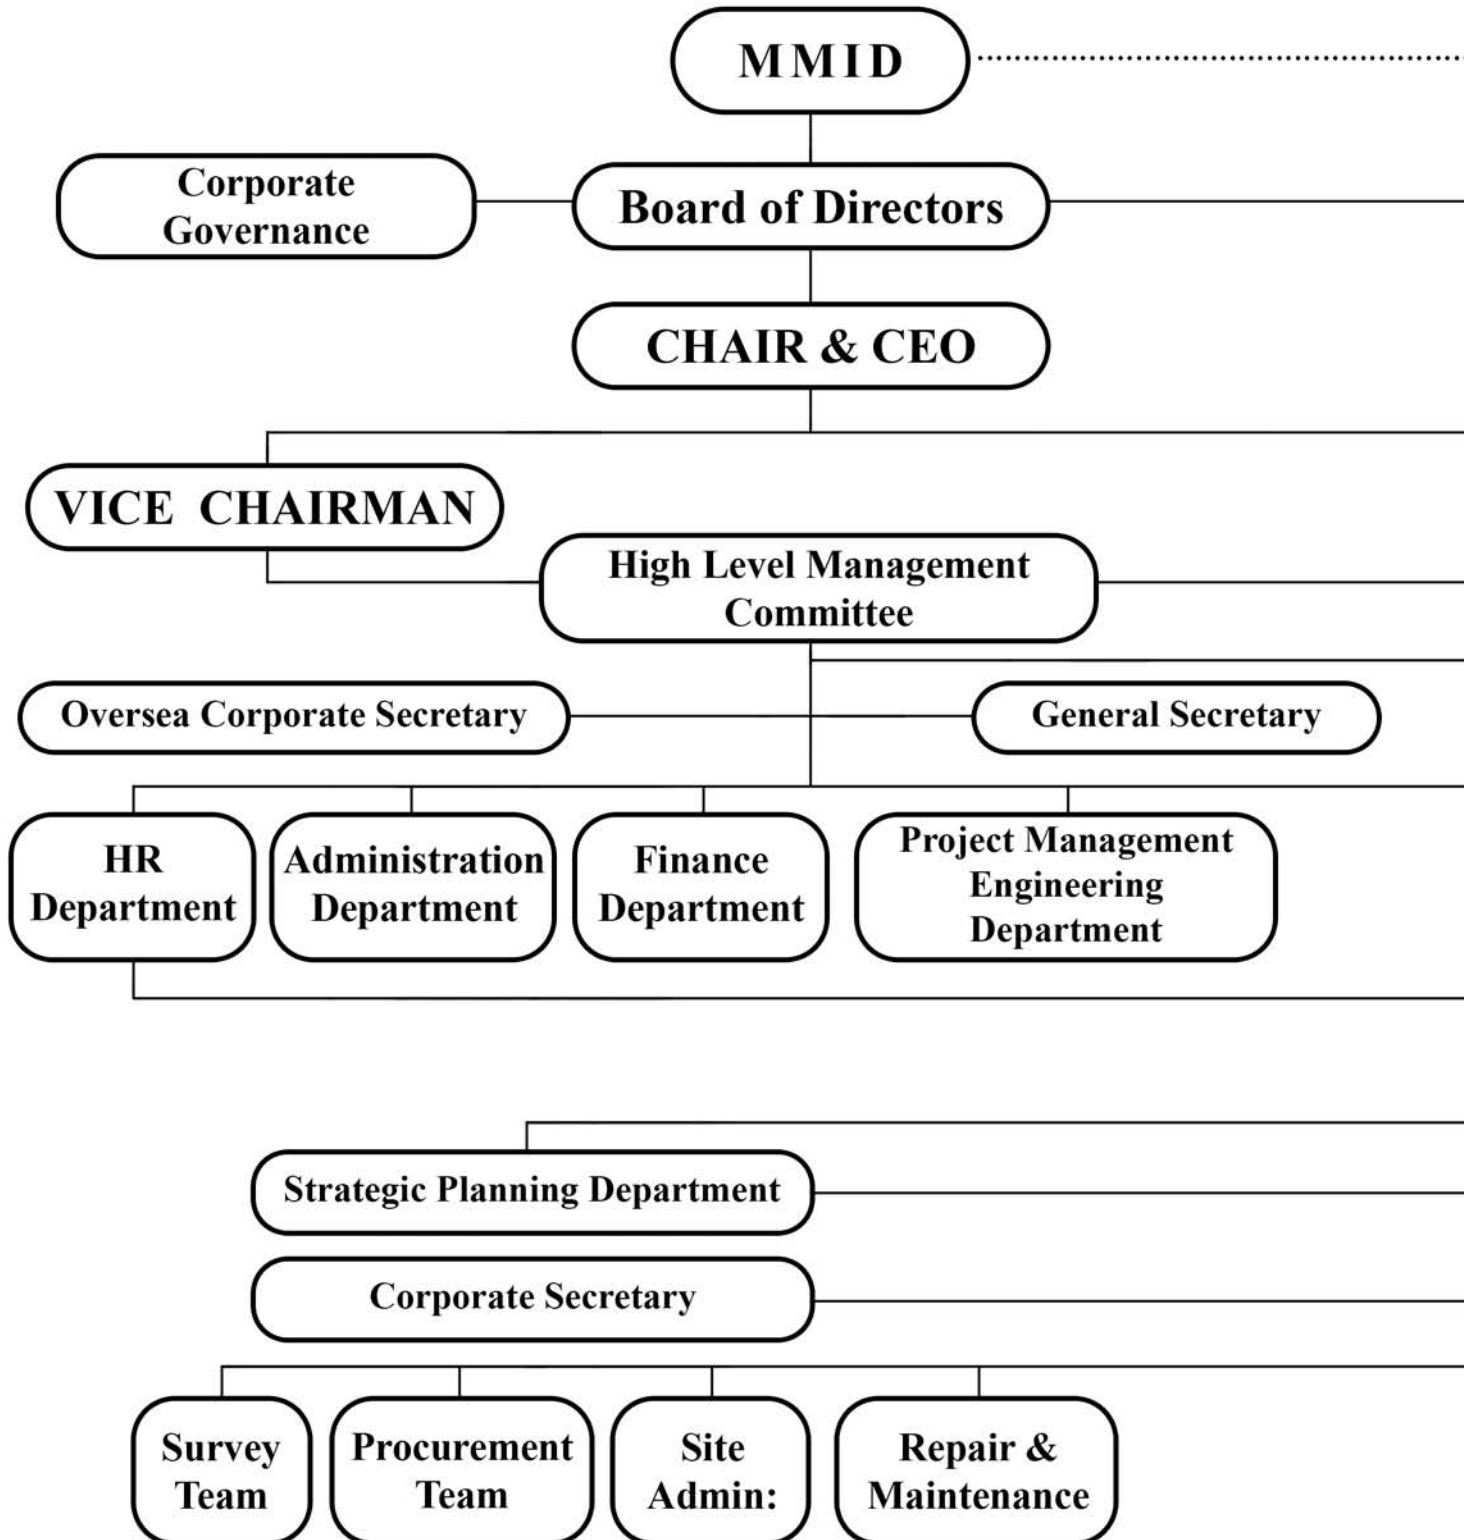 MMID
Corporate
Governance
Board of Directors
CHAIR & CEO
VICE CHAIRMAN
High Level Management
Committee
Oversea Corporate Secretary
General Secretary
HR
Department
Administration
Department
Finance
Department
Project Management
Engineering
Department
Strategic Planning Department
Corporate Secretary
Survey
Team
Procurement
Team
Site
Admin:
Repair &
Maintenance